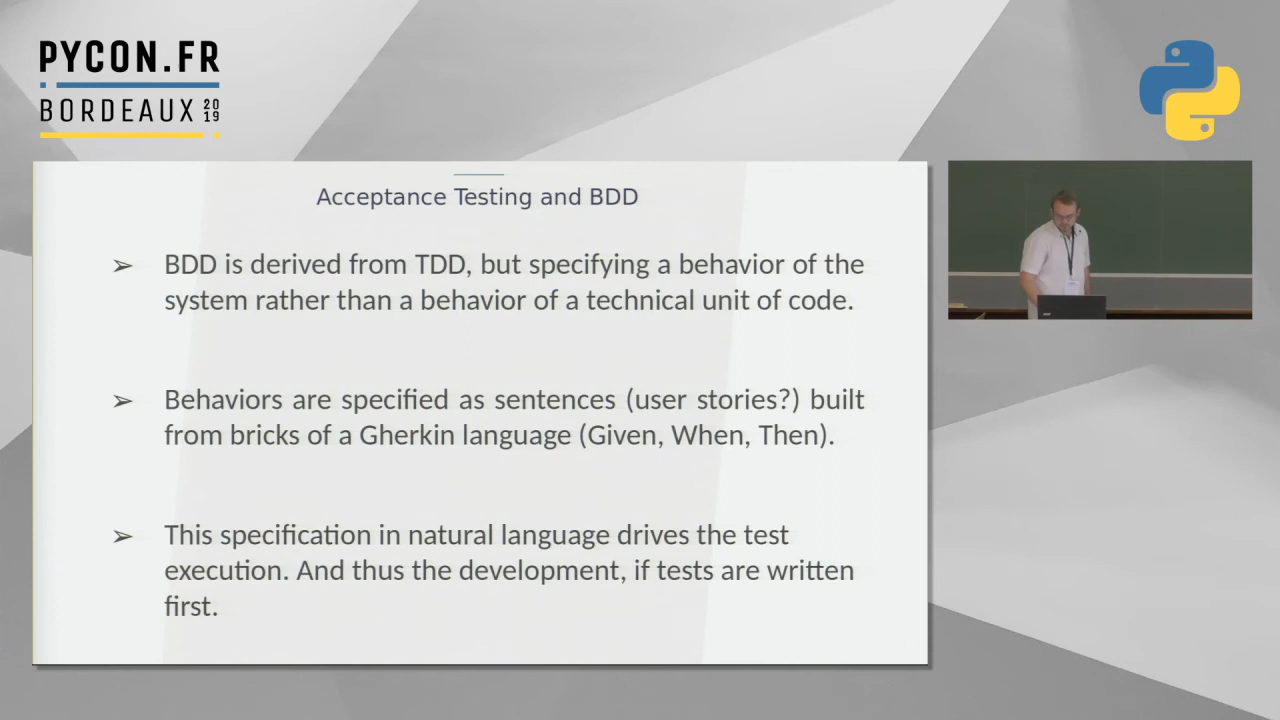 PYCON.FR
BORDEAUX 20
19
Acceptance Testing and BDD
➢ BDD is derived from TDD, but specifying a behavior of the
system rather than a behavior of a technical unit of code.
➢ Behaviors are specified as sentences (user stories?) built
from bricks of a Gherkin language (Given, When, Then).
➢ This specification in natural language drives the test
execution. And thus the development, if tests are written
first.